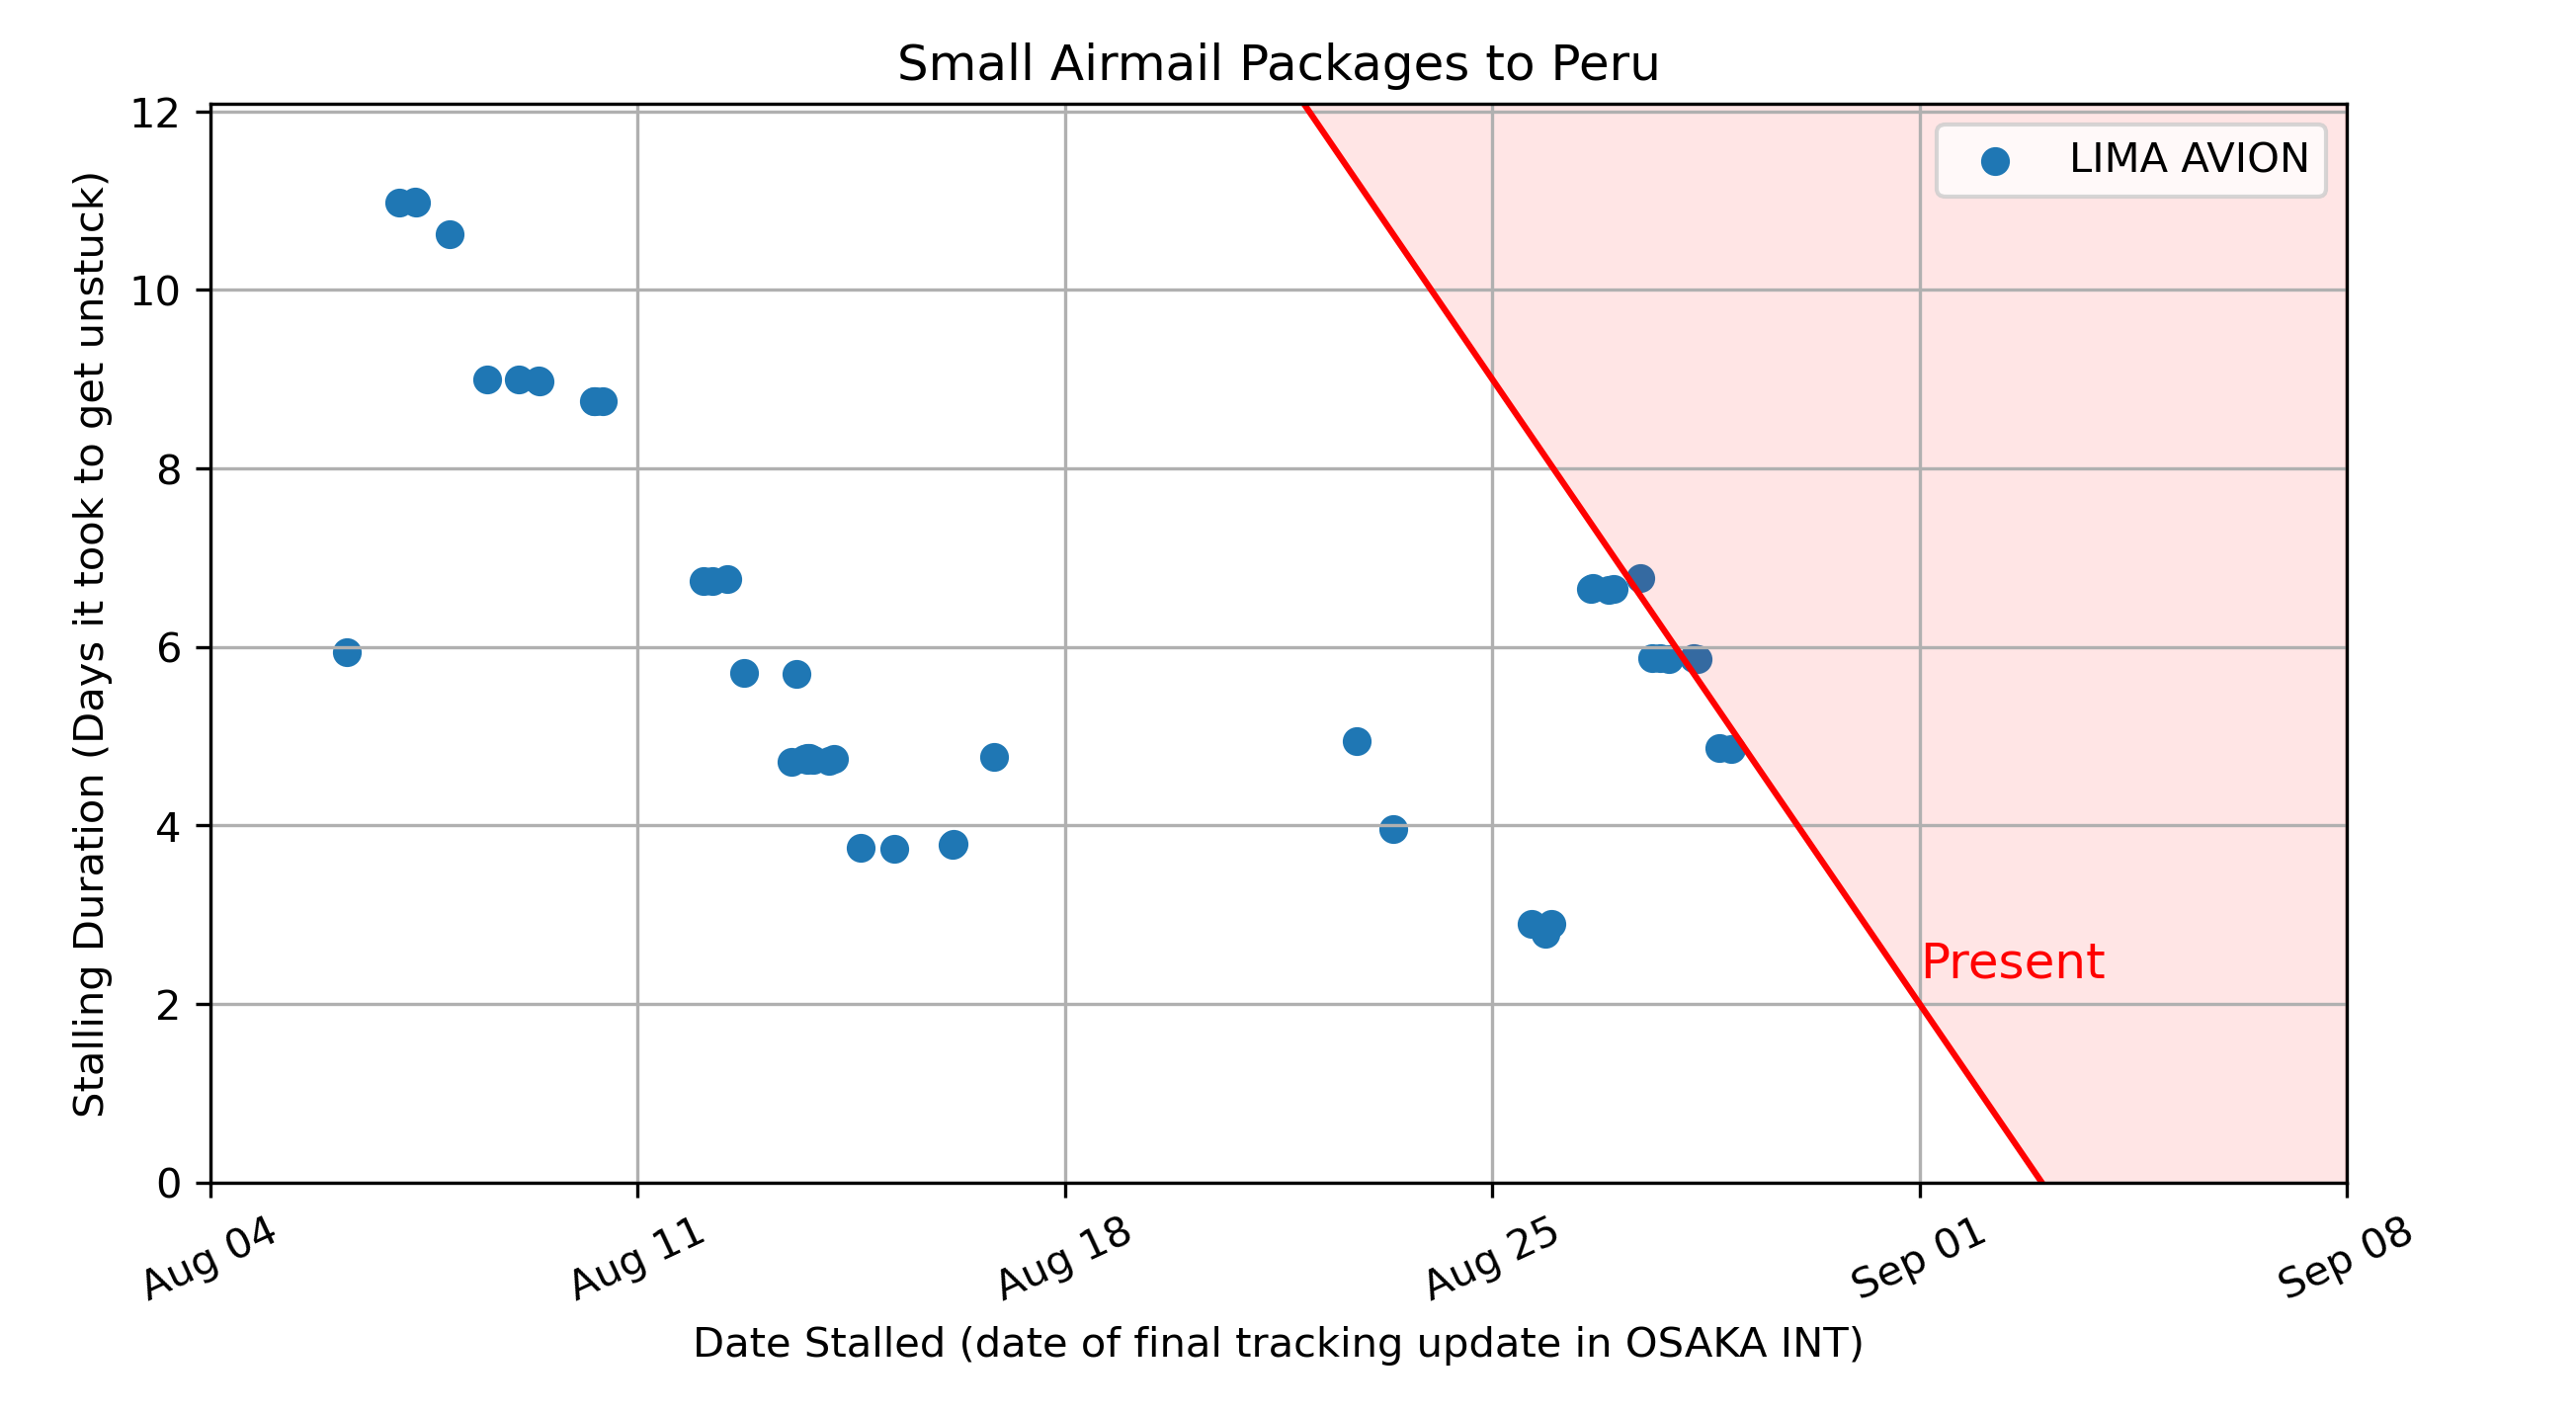 Small Airmail Packages to Peru
Stalling Duration (Days it took to get unstuck)
12
10
8
6
4
2
0
LIMA AVION
Present
Aug 04
Aug 11
Aug 18
Aug 25
Sep 01
Sep 08
Date Stalled (date of final tracking update in OSAKA INT)